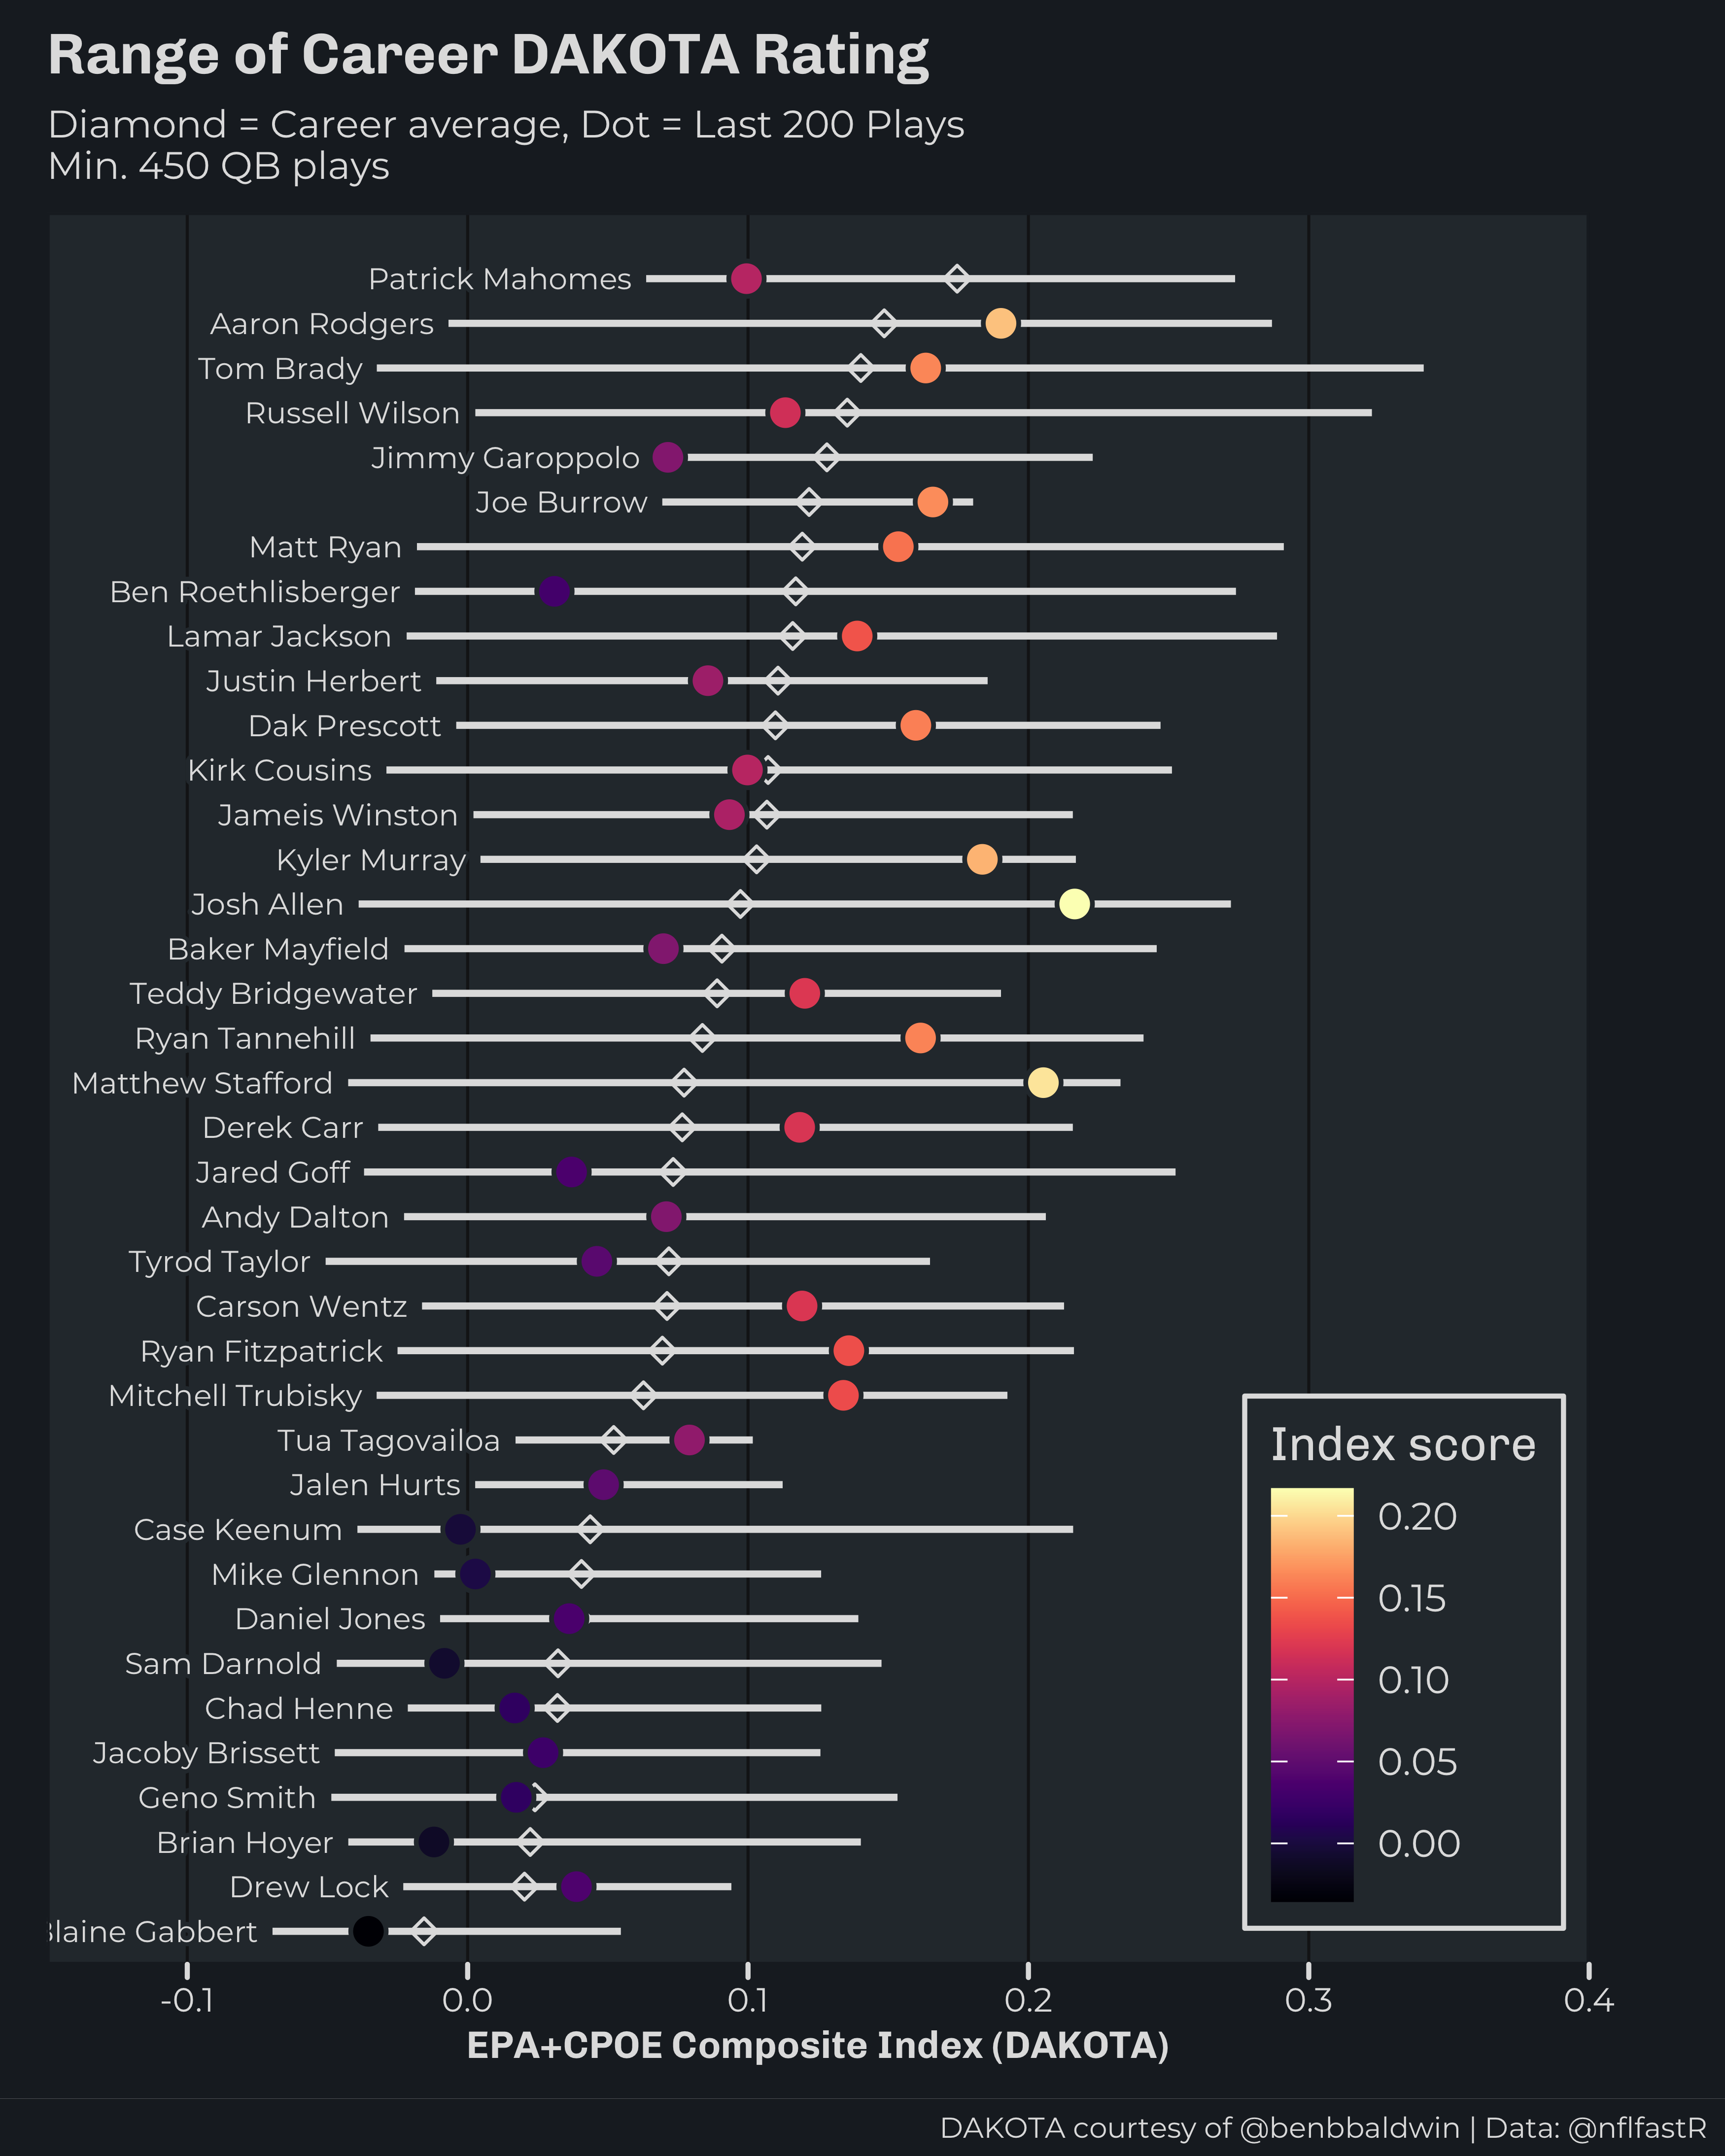 Range of Career DAKOTA Rating
Diamond = Career average, Dot = Last 200 Plays
Min. 450 QB plays
Patrick Mahomes
Aaron Rodgers
Tom Brady
Russell Wilson
Jimmy Garoppolo
Joe Burrow
Matt Ryan
Ben Roethlisberger
Lamar Jackson
Justin Herbert
Dak Prescott
Kirk Cousins
Jameis Winston
Kyler Murray
Josh Allen
Baker Mayfield
Teddy Bridgewater
Ryan Tannehill
Matthew Stafford
Derek Carr
Jared Goff
Andy Dalton
Tyrod Taylor
Carson Wentz
Ryan Fitzpatrick
Mitchell Trubisky
Tua Tagovailoa
Jalen Hurts
Case Keenum
Mike Glennon
Daniel Jones
Sam Darnold
Chad Henne
Jacoby Brissett
Geno Smith
Brian Hoyer
Drew Lock
Blaine Gabbert
Index score
0.20
0.15
0.10
0.05
0.00
-0.1 0.0 0.1 0.2 0.3 0.4
EPA+CPOE Composite Index (DAKOTA)
DAKOTA courtesy of @benbbaldwin | Data: @nflfastR